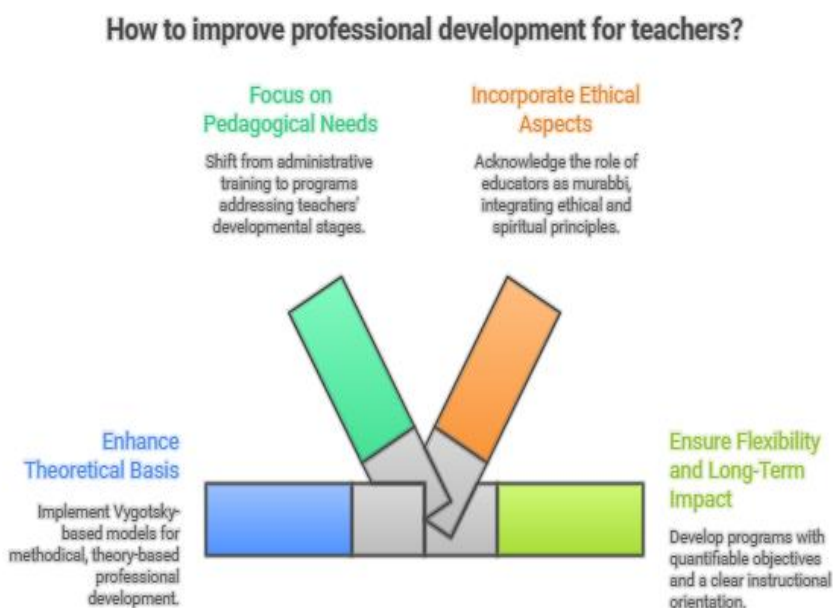 How to improve professional development for teachers?
Focus on
Pedagogical Needs
Shift from administrative
training to programs
addressing teachers'
developmental stages.
Incorporate Ethical
Aspects
Acknowledge the role of
educators as murabbi,
integrating ethical and
spiritual principles.
Enhance
Theoretical Basis
Implement Vygotsky-
based models for
methodical, theory-based
professional
development.
Ensure Flexibility
and Long-Term
Impact
Develop programs with
quantifiable objectives
and a clear instructional
orientation.